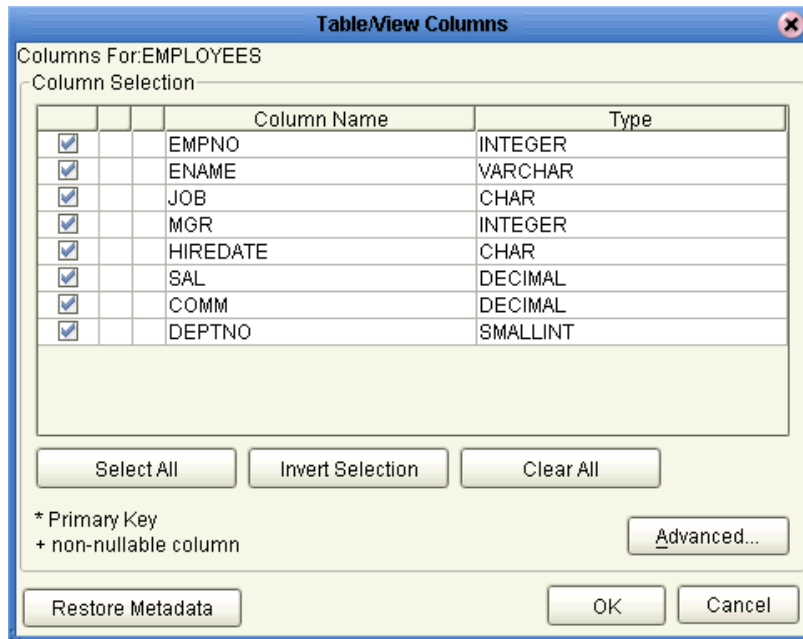 Table/View Columns
Columns For:EMPLOYEES
Column Selection
Column Name Type
EMPNO INTEGER
ENAME VARCHAR
JOB CHAR
MGR INTEGER
HIREDATE CHAR
SAL DECIMAL
COMM DECIMAL
DEPTNO SMALLINT
Select All Invert Selection Clear All
* Primary Key
+ non-nullable column
Advanced...
Restore Metadata OK Cancel